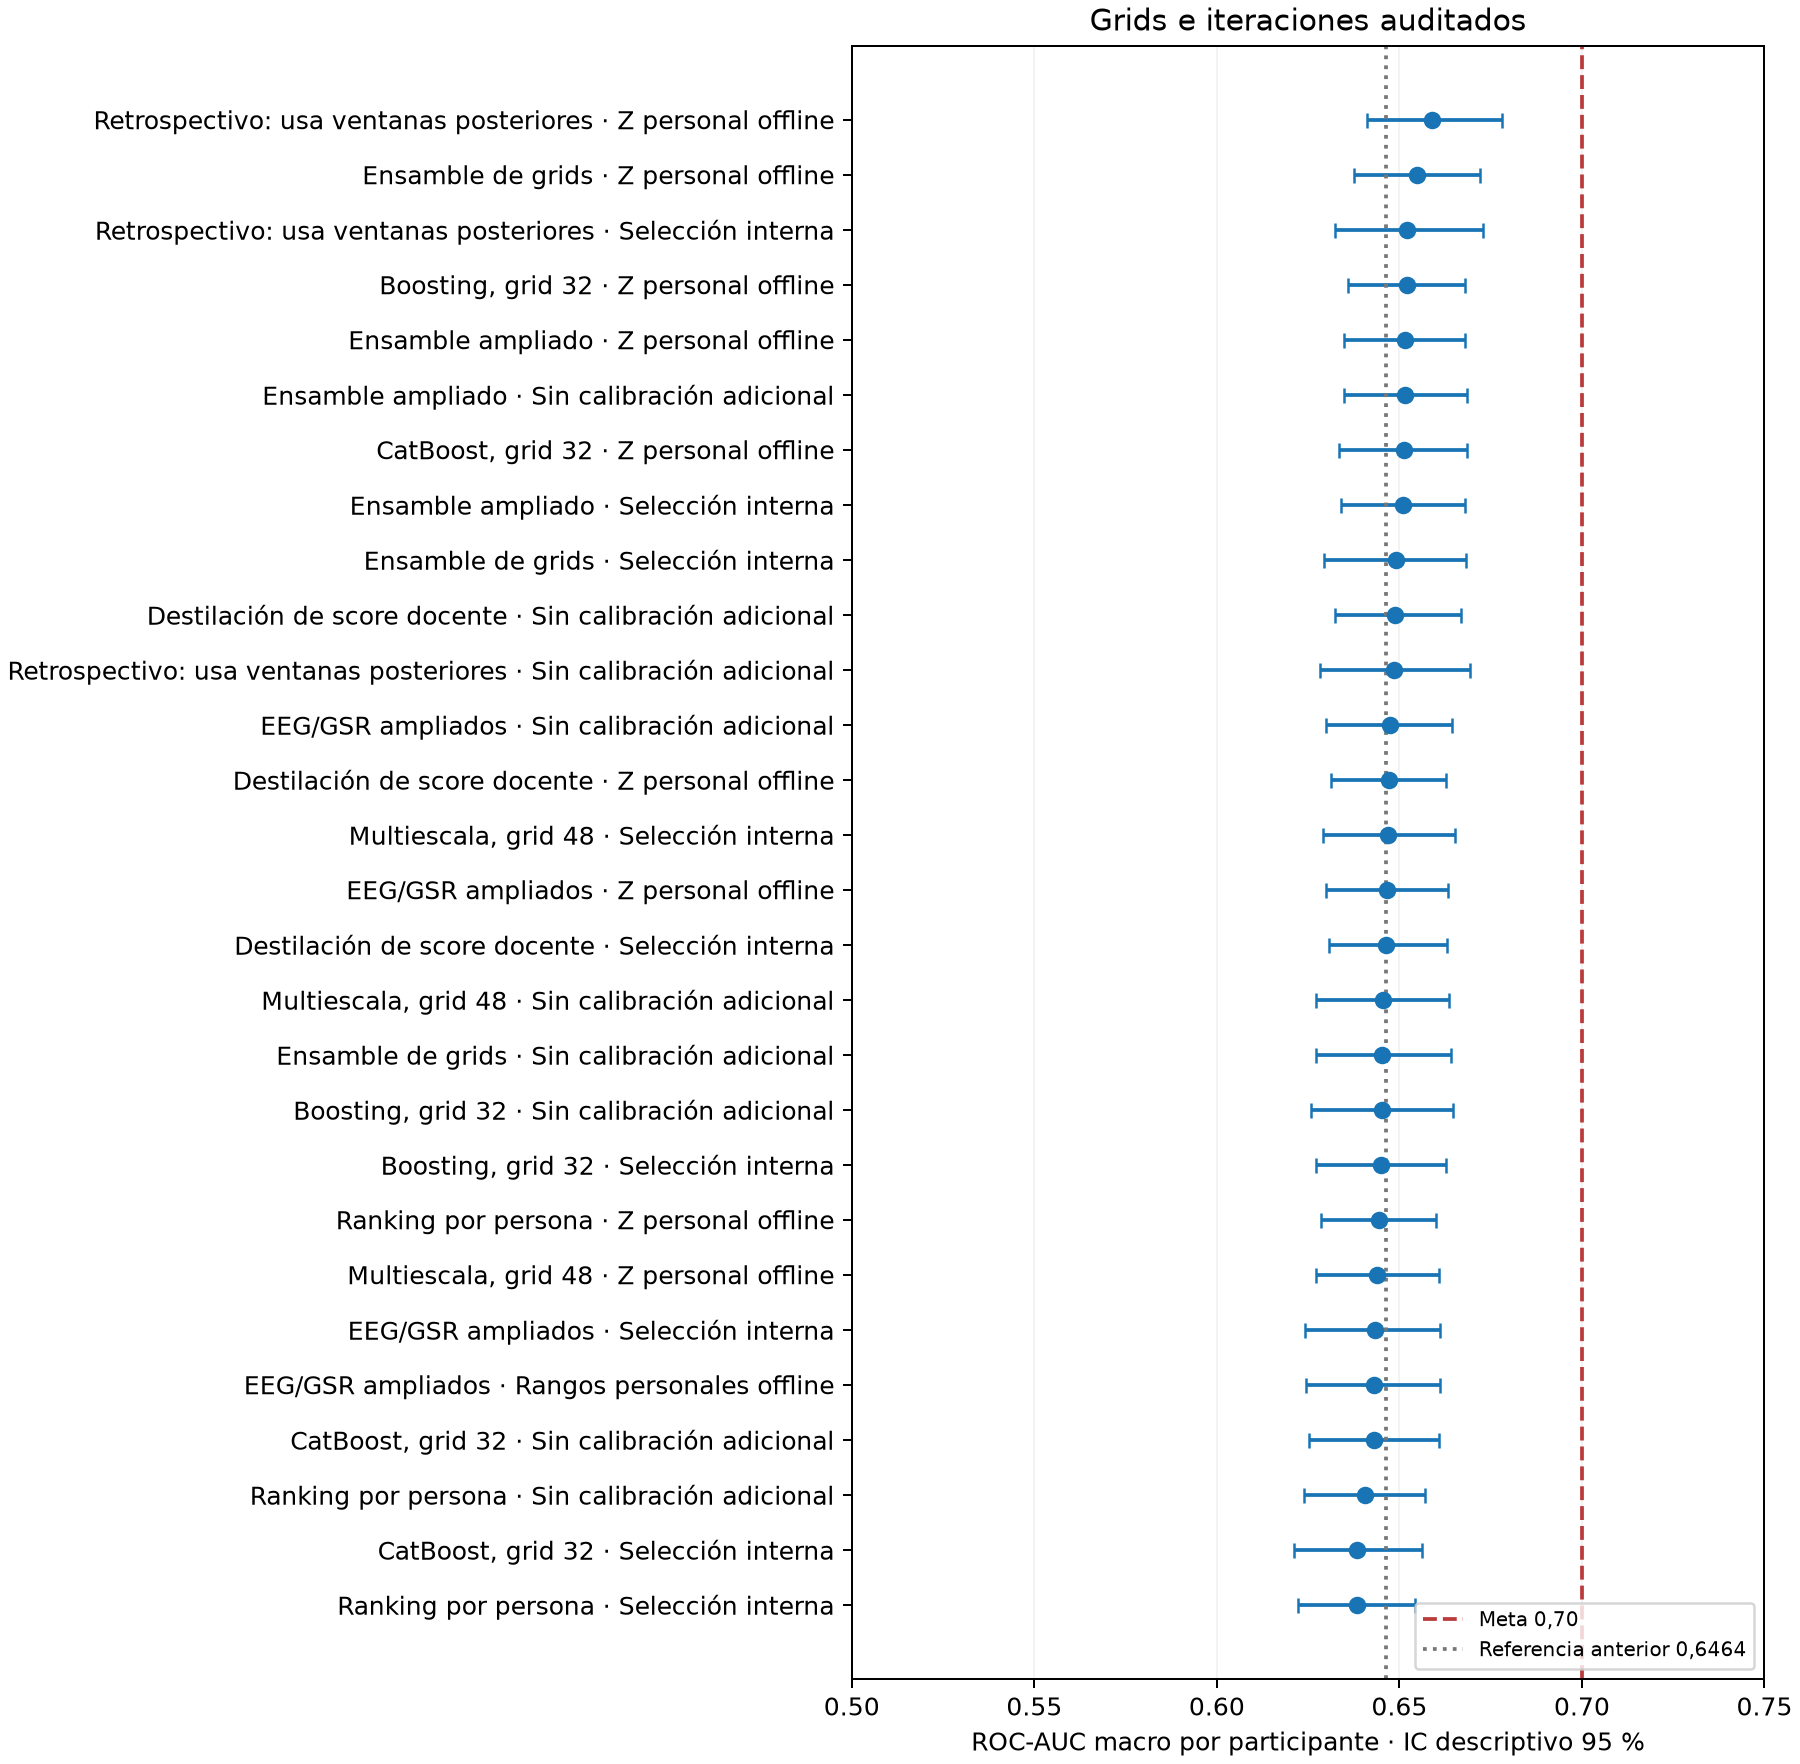 Grids e iteraciones auditados
Retrospectivo: usa ventanas posteriores · Z personal offline
Ensamble de grids · Z personal offline
Retrospectivo: usa ventanas posteriores · Selección interna
Boosting, grid 32 · Z personal offline
Ensamble ampliado · Z personal offline
Ensamble ampliado · Sin calibración adicional
CatBoost, grid 32 · Z personal offline
Ensamble ampliado · Selección interna
Ensamble de grids · Selección interna
Destilación de score docente · Sin calibración adicional
Retrospectivo: usa ventanas posteriores · Sin calibración adicional
EEG/GSR ampliados · Sin calibración adicional
Destilación de score docente · Z personal offline
Multiescala, grid 48 · Selección interna
EEG/GSR ampliados · Z personal offline
Destilación de score docente · Selección interna
Multiescala, grid 48 · Sin calibración adicional
Ensamble de grids · Sin calibración adicional
Boosting, grid 32 · Sin calibración adicional
Boosting, grid 32 · Selección interna
Ranking por persona · Z personal offline
Multiescala, grid 48 · Z personal offline
EEG/GSR ampliados · Selección interna
EEG/GSR ampliados · Rangos personales offline
CatBoost, grid 32 · Sin calibración adicional
Ranking por persona · Sin calibración adicional
CatBoost, grid 32 · Selección interna
Ranking por persona · Selección interna
Meta 0,70
Referencia anterior 0,6464
0.50 0.55 0.60 0.65 0.70 0.75
ROC-AUC macro por participante · IC descriptivo 95 %